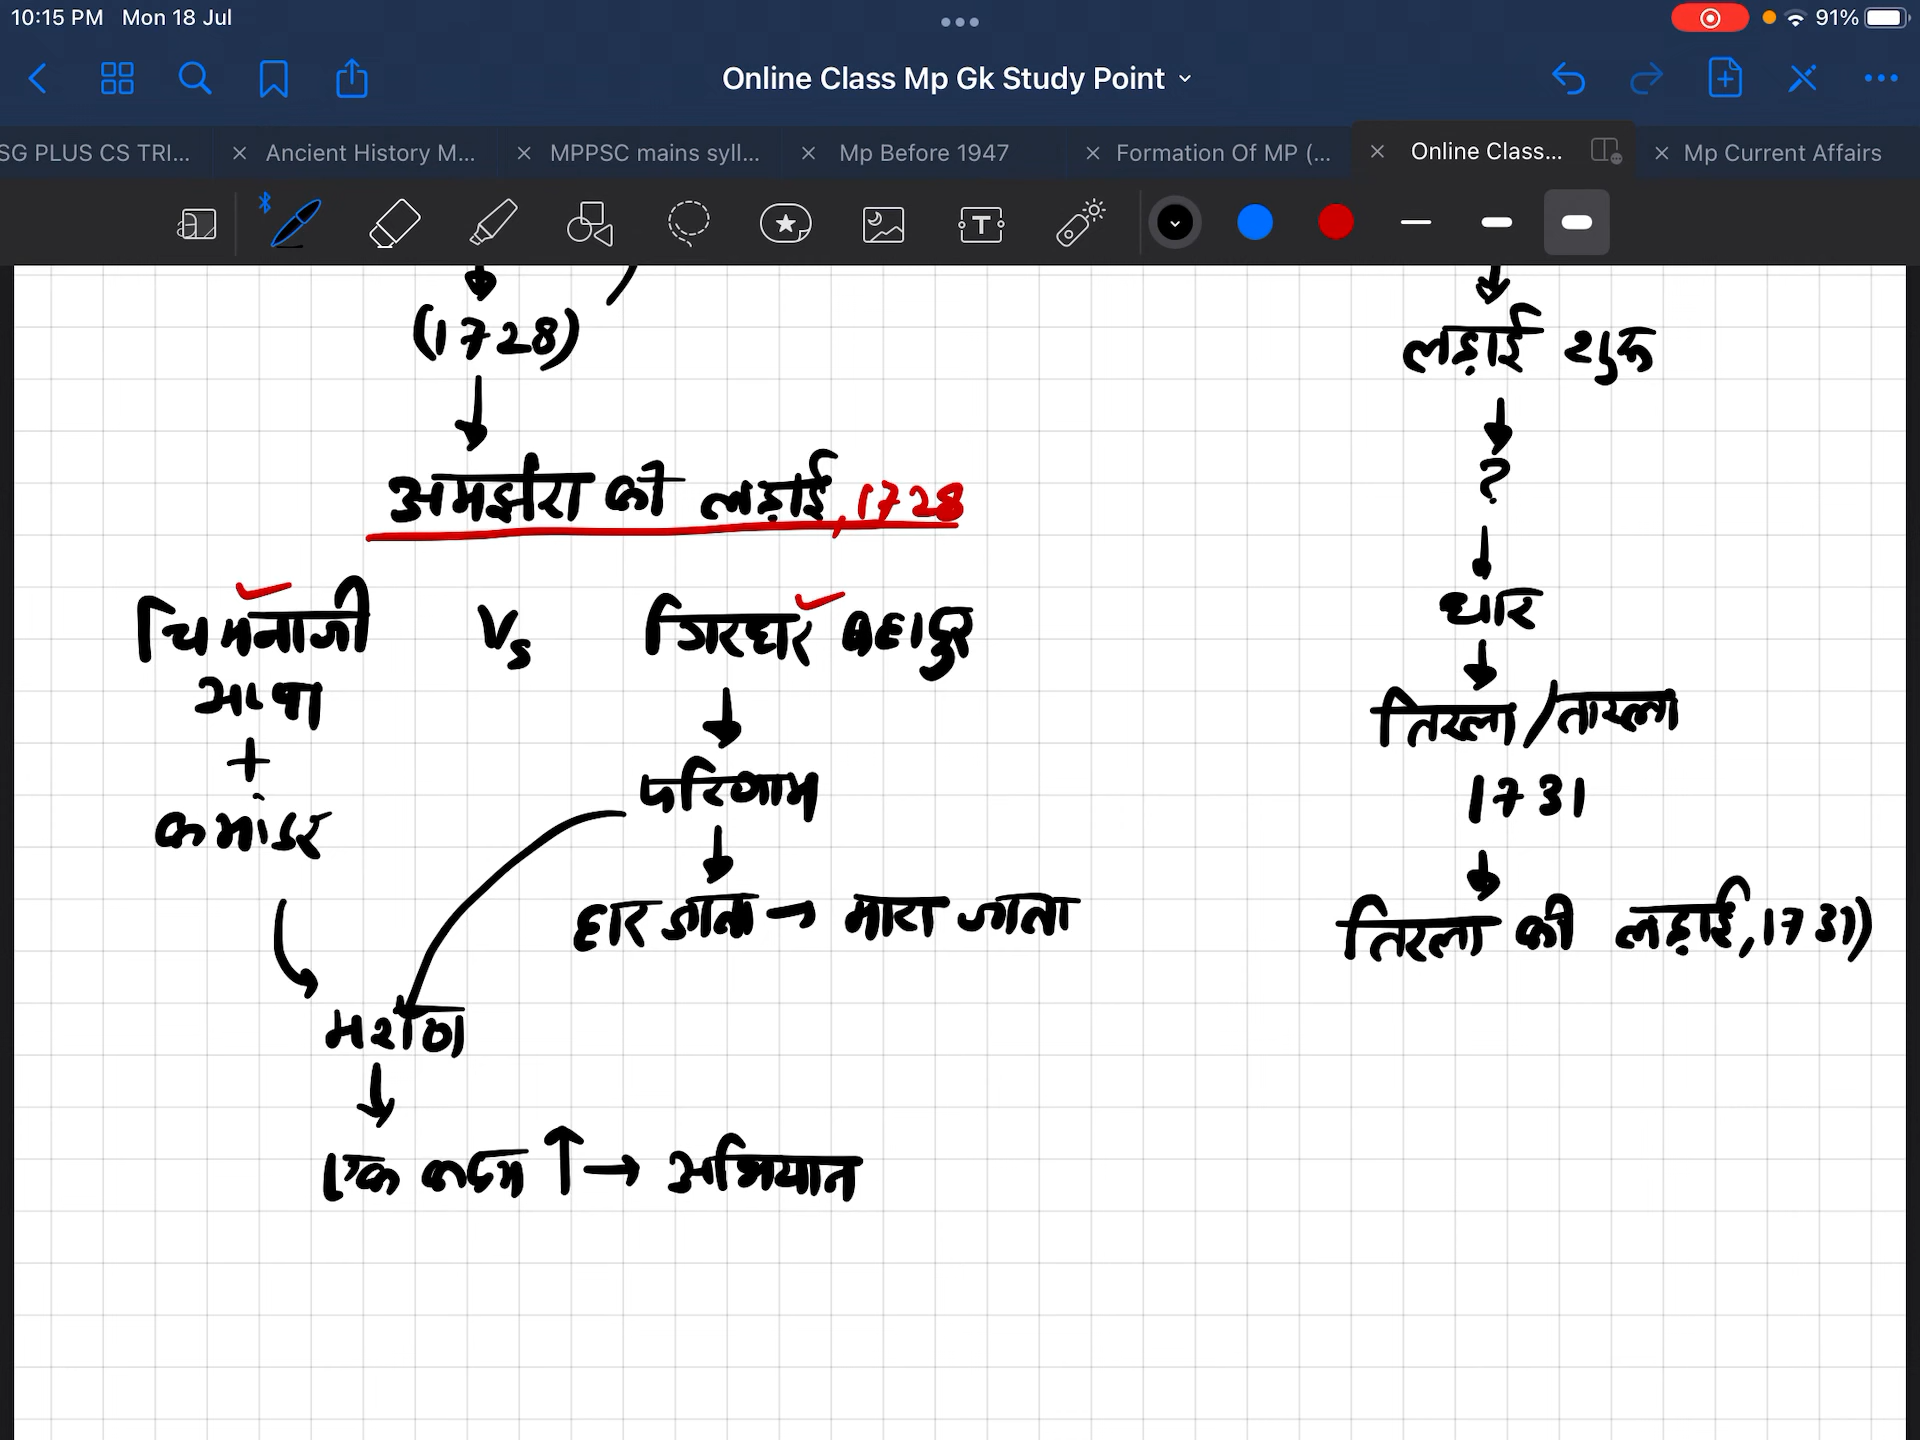 10:15 PM Mon 18 Jul
91%
Online Class Mp Gk Study Point
SG PLUS CS TRI...
Ancient History M...
MPPSC mains syll...
Mp Before 1947
Formation Of MP (...
Online Class...
Mp Current Affairs
(1728)
अमझेरा की लड़ाई, 1728
चिमनाजी Vs गिरधर बहादुर
अप्पा
+
कमांडर
परिणाम
हार जाता → मारा जाता
मराठा
एक कदम ↑ → अभियान
लड़ाई शुरू
?
धार
तिरला/तारला
1731
तिरला की लड़ाई, 1731)